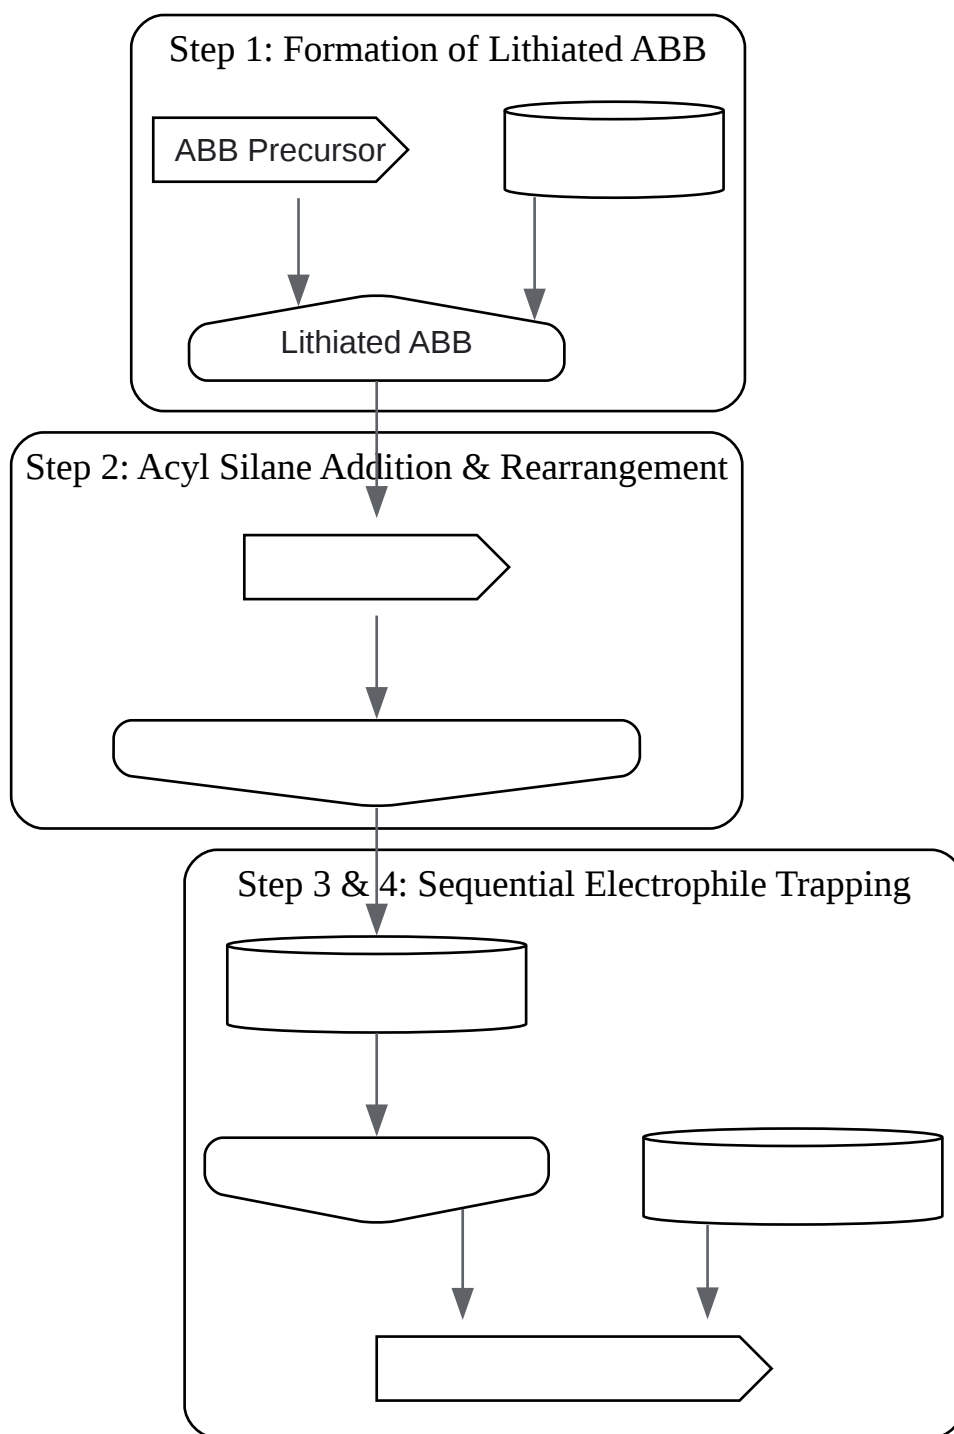 Step 1: Formation of Lithiated ABB
ABB Precursor
Lithiated ABB
Step 2: Acyl Silane Addition & Rearrangement
Step 3 & 4: Sequential Electrophile Trapping